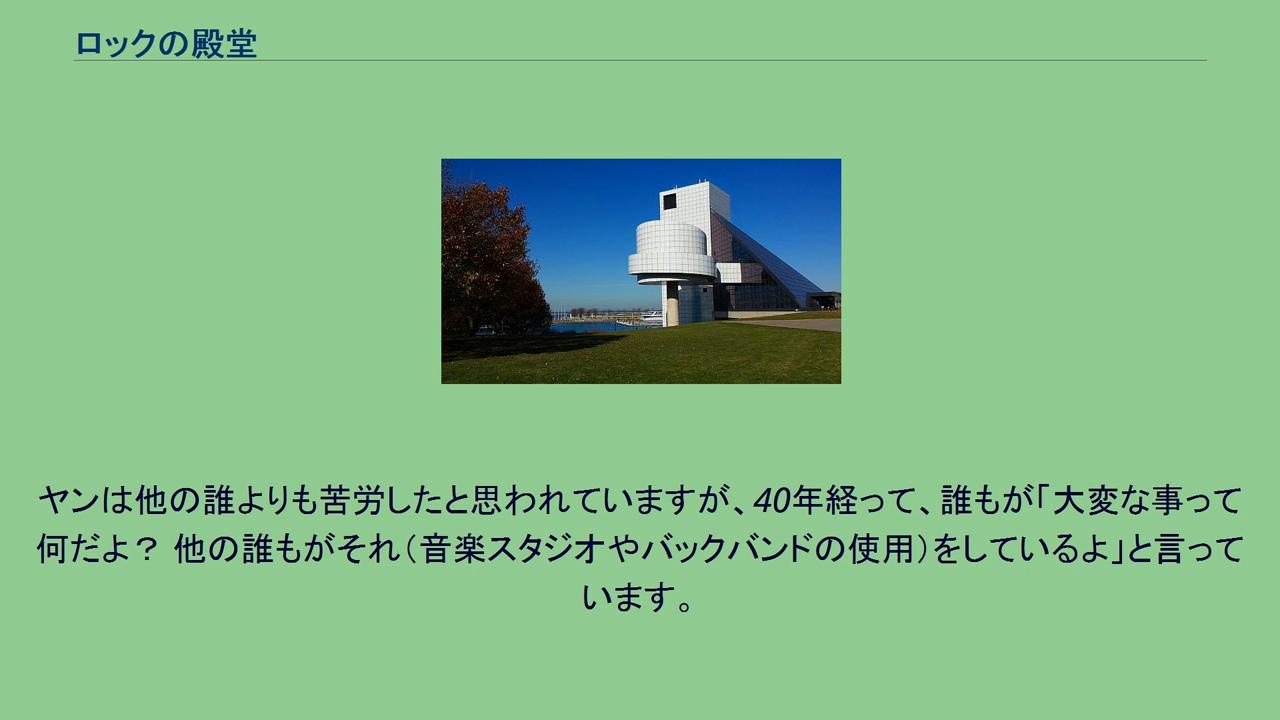 ロックの殿堂
ヤンは他の誰よりも苦労したと思われていますが、40年経って、誰もが「大変な事って
何だよ？ 他の誰もがそれ（音楽スタジオやバックバンドの使用）をしているよ」と言って
います。